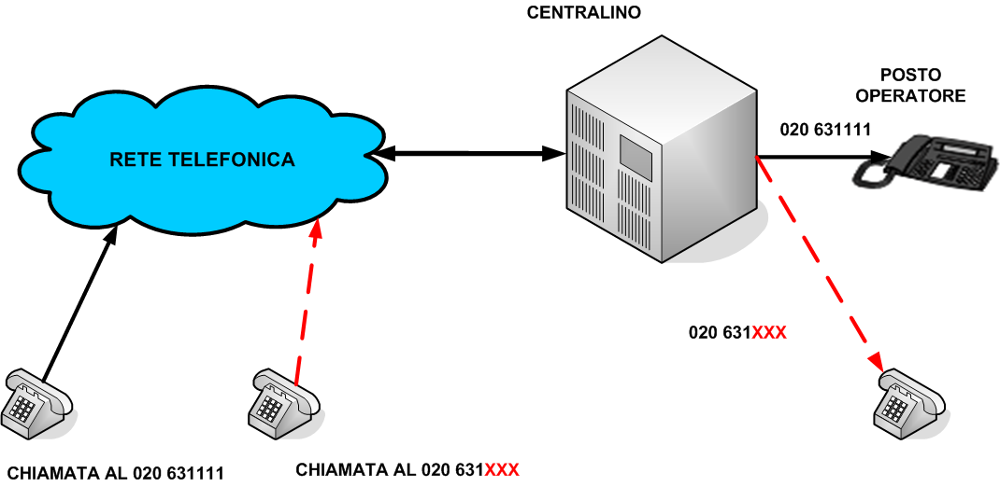 CENTRALINO
POSTO
OPERATORE
020 631111
RETE TELEFONICA
020 631XXX
CHIAMATA AL 020 631111
CHIAMATA AL 020 631XXX